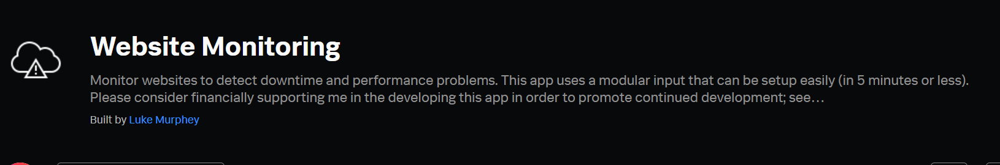 Website Monitoring
Monitor websites to detect downtime and performance problems. This app uses a modular input that can be setup easily (in 5 minutes or less).
Please consider financially supporting me in the developing this app in order to promote continued development; see…
Built by Luke Murphey